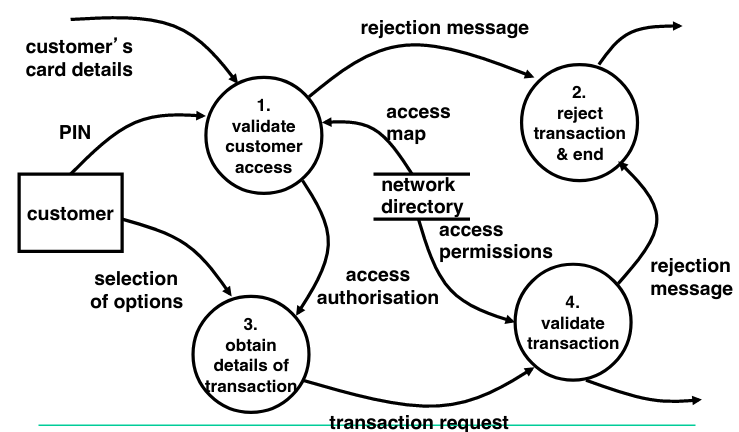 rejection message
customer's
card details
1.
validate
customer
access
2.
reject
transaction
& end
access
map
PIN
network
directory
customer
access
permissions
selection
of options
access
authorisation
rejection
message
3.
obtain
details of
transaction
4.
validate
transaction
transaction request